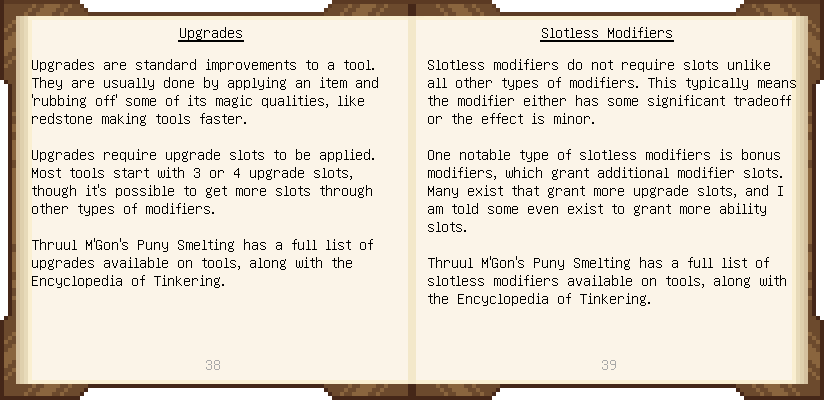 Upgrades
Upgrades are standard improvements to a tool.
They are usually done by applying an item and
'rubbing off' some of its magic qualities, like
redstone making tools faster.
Upgrades require upgrade slots to be applied.
Most tools start with 3 or 4 upgrade slots,
though it's possible to get more slots through
other types of modifiers.
Thruul M'Gon's Puny Smelting has a full list of
upgrades available on tools, along with the
Encyclopedia of Tinkering.
38
Slotless Modifiers
Slotless modifiers do not require slots unlike
all other types of modifiers. This typically means
the modifier either has some significant tradeoff
or the effect is minor.
One notable type of slotless modifiers is bonus
modifiers, which grant additional modifier slots.
Many exist that grant more upgrade slots, and I
am told some even exist to grant more ability
slots.
Thruul M'Gon's Puny Smelting has a full list of
slotless modifiers available on tools, along with
the Encyclopedia of Tinkering.
39